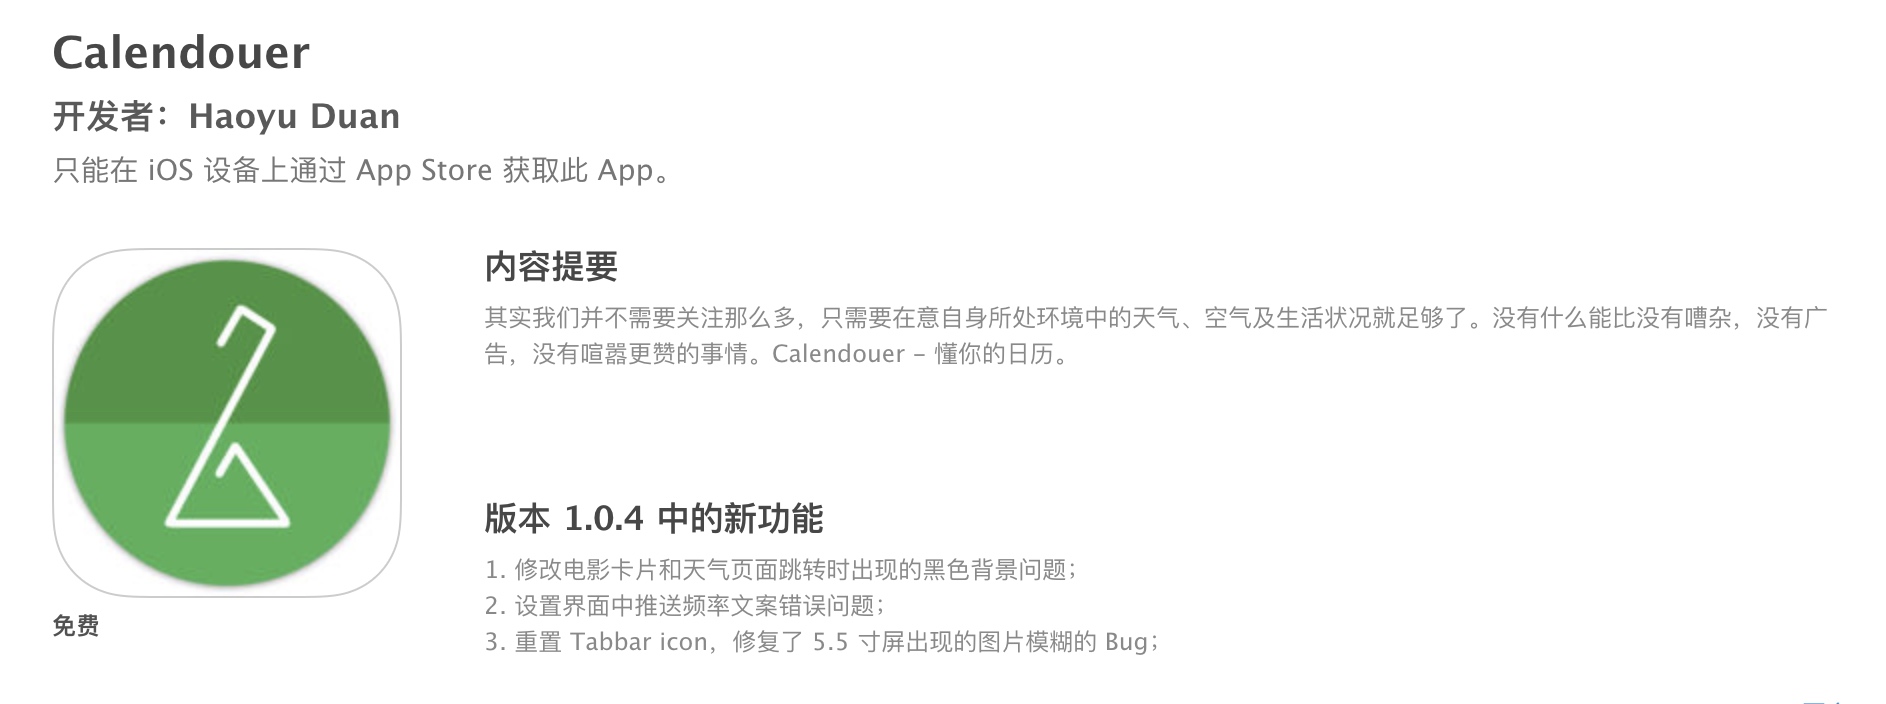 Calendouer
开发者：Haoyu Duan
只能在 iOS 设备上通过 App Store 获取此 App。
内容提要
其实我们并不需要关注那么多，只需要在意自身所处环境中的天气、空气及生活状况就足够了。没有什么能比没有嘈杂，没有广
告，没有喧嚣更赞的事情。Calendouer – 懂你的日历。
版本 1.0.4 中的新功能
1. 修改电影卡片和天气页面跳转时出现的黑色背景问题；
2. 设置界面中推送频率文案错误问题；
3. 重置 Tabbar icon，修复了 5.5 寸屏出现的图片模糊的 Bug；
免费